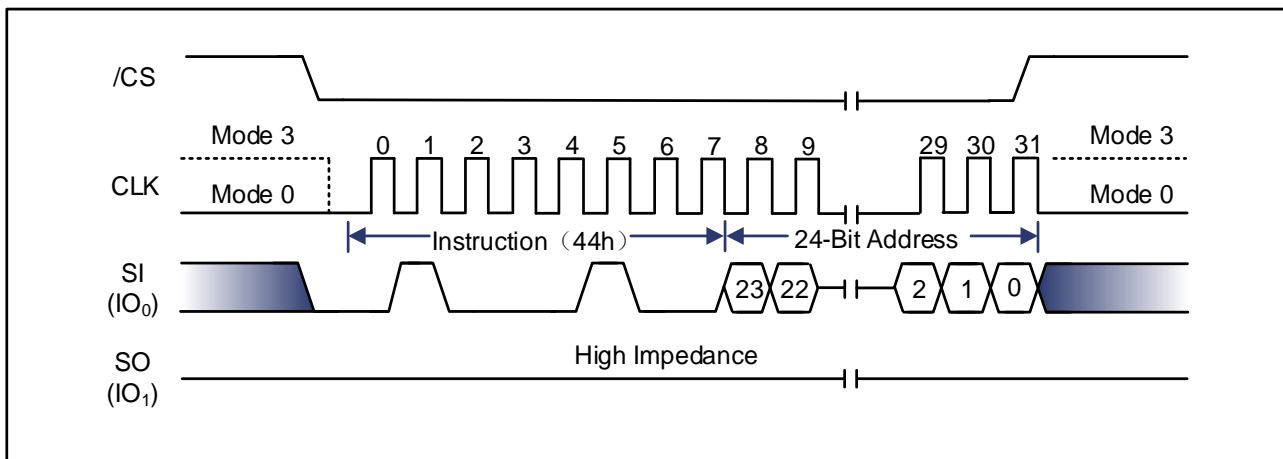 /CS
Mode 3
0 1 2 3 4 5 6 7 8 9 29 30 31
Mode 3
CLK
Mode 0
Mode 0
Instruction（44h）
24-Bit Address
SI
(IO₀)
23 22 2 1 0
SO
(IO₁)
High Impedance